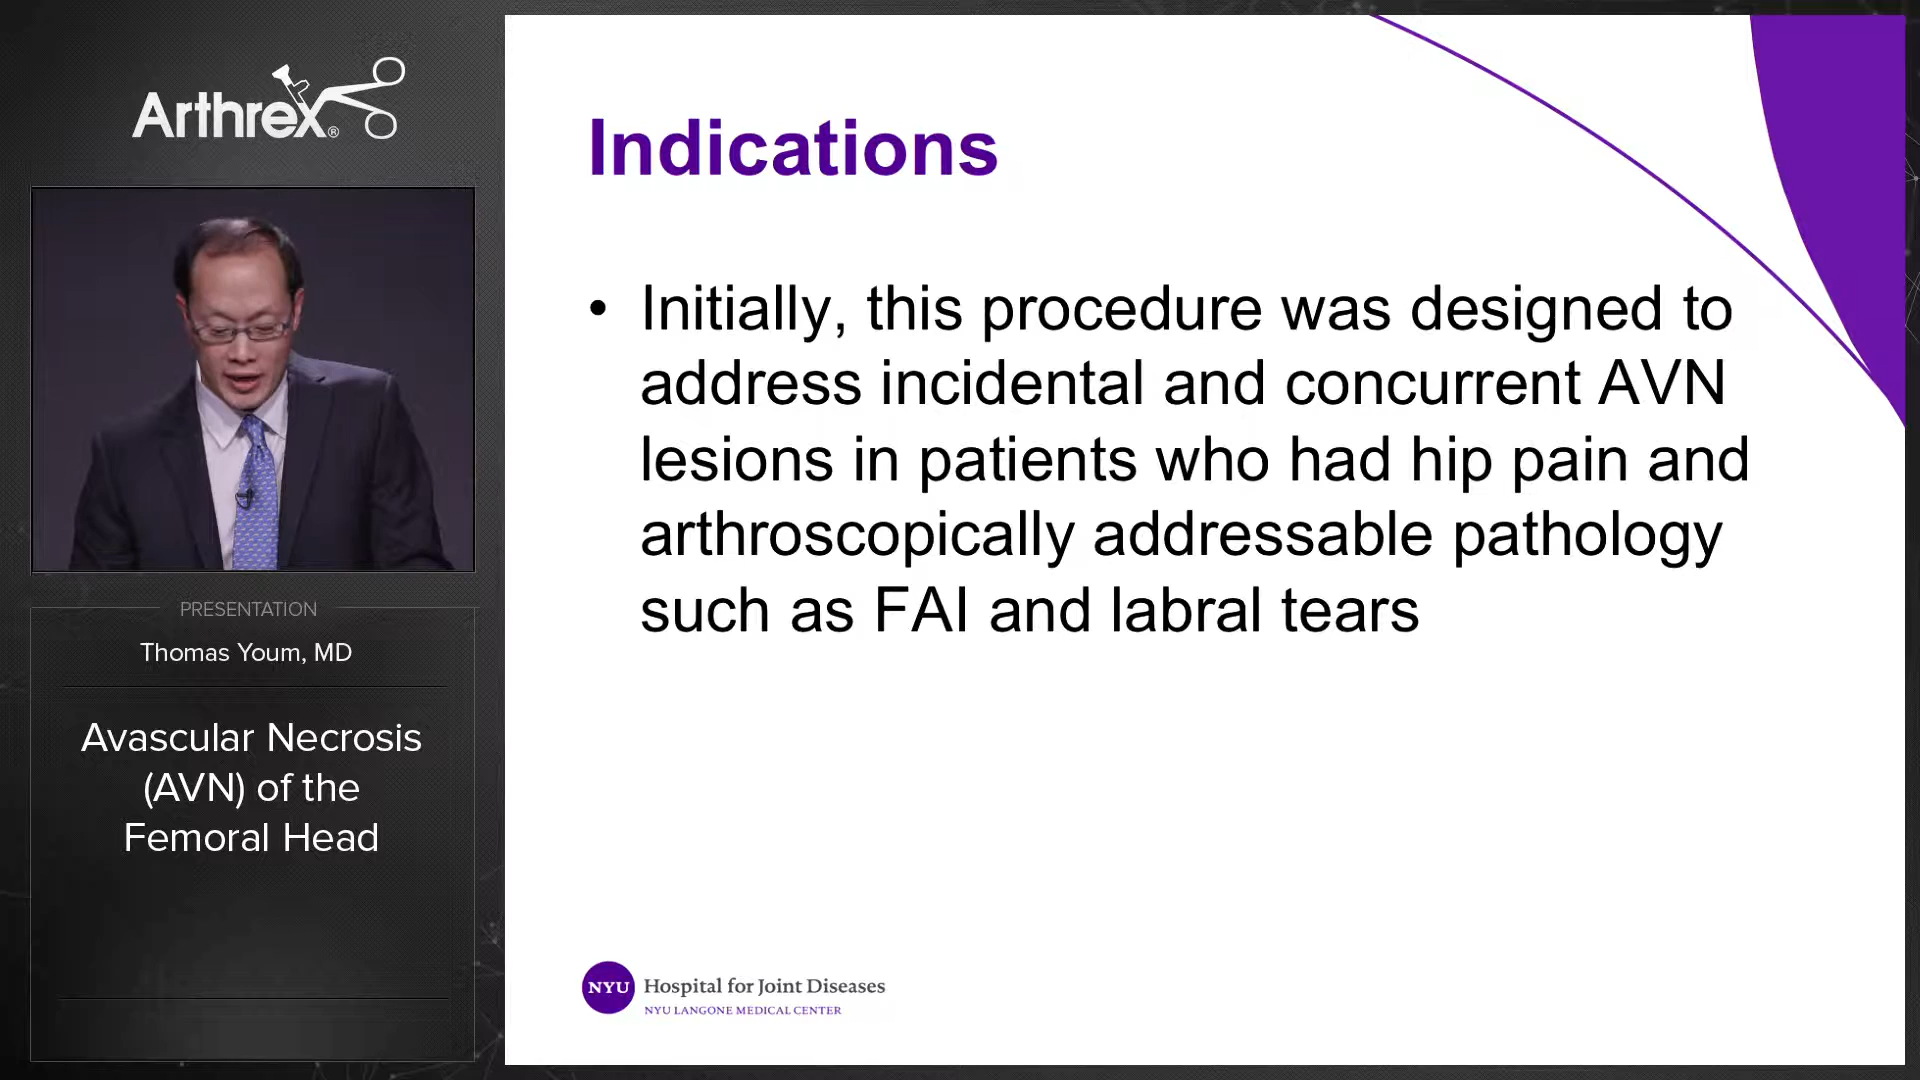 Arthrex®
PRESENTATION
Thomas Youm, MD
Avascular Necrosis
(AVN) of the
Femoral Head
Indications
• Initially, this procedure was designed to
address incidental and concurrent AVN
lesions in patients who had hip pain and
arthroscopically addressable pathology
such as FAI and labral tears
NYU Hospital for Joint Diseases
NYU LANGONE MEDICAL CENTER